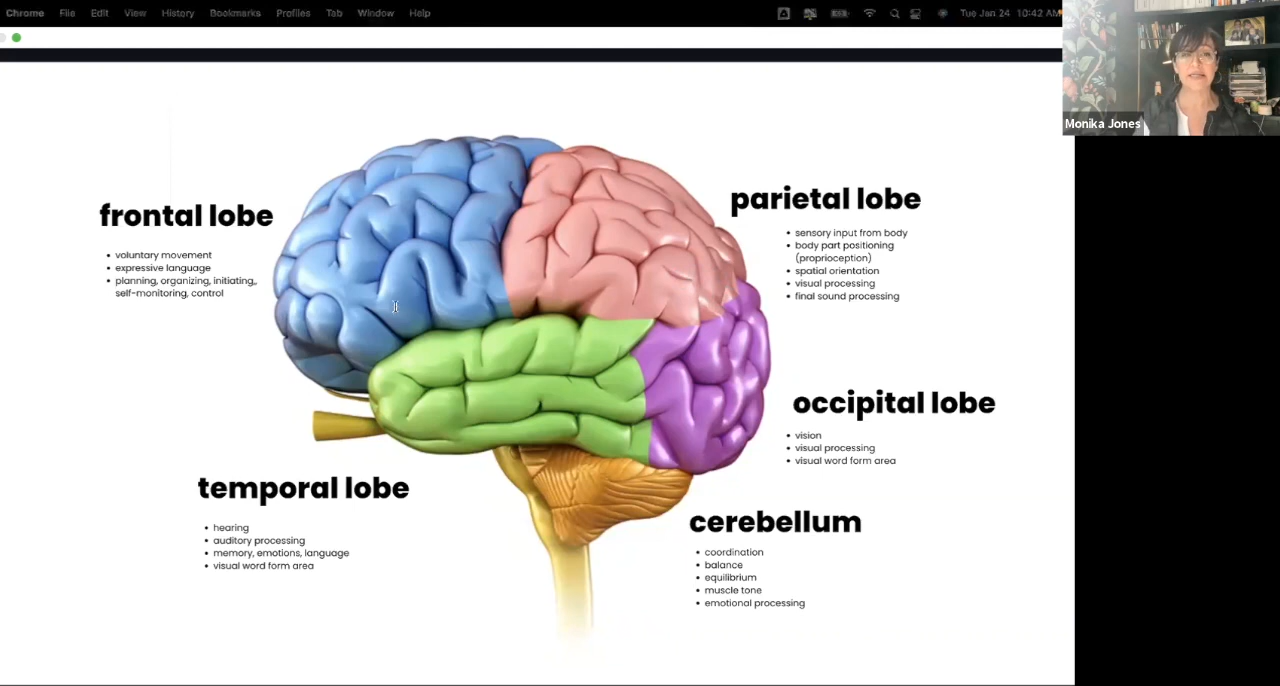 Chrome File Edit View History Bookmarks Profiles Tab Window Help Tue Jan 24 10:42 AM
Monika Jones
frontal lobe
• voluntary movement
• expressive language
• planning, organizing, initiating,,
self-monitoring, control
parietal lobe
• sensory input from body
• body part positioning
(proprioception)
• spatial orientation
• visual processing
• final sound processing
occipital lobe
• vision
• visual processing
• visual word form area
temporal lobe
• hearing
• auditory processing
• memory, emotions, language
• visual word form area
cerebellum
• coordination
• balance
• equilibrium
• muscle tone
• emotional processing